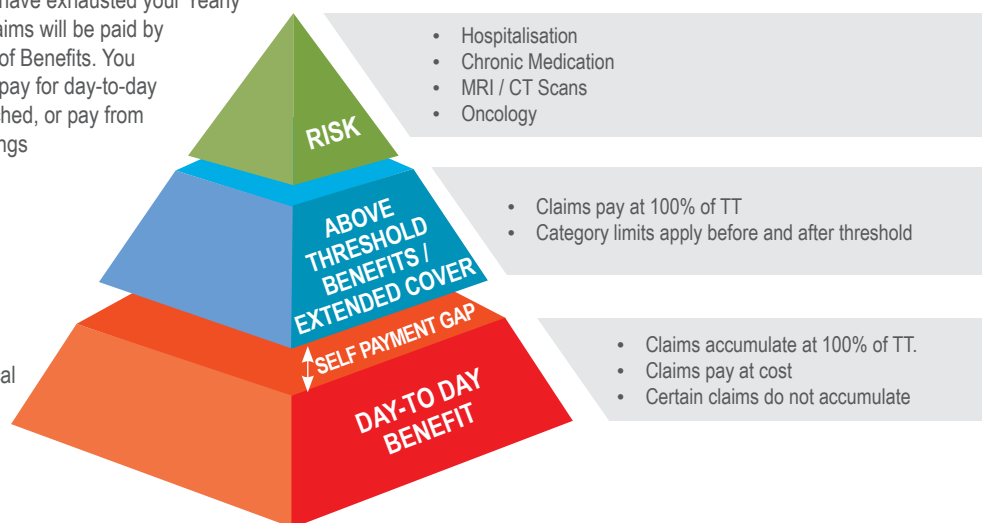 have exhausted your
aims will be paid by
of Benefits. You
pay for day-to-day
ched, or pay from
ngs
al
RISK
ABOVE
THRESHOLD
BENEFITS /
EXTENDED COVER
SELF PAYMENT GAP
DAY-TO DAY
BENEFIT
• Hospitalisation
• Chronic Medication
• MRI / CT Scans
• Oncology
• Claims pay at 100% of TT
• Category limits apply before and after threshold
• Claims accumulate at 100% of TT.
• Claims pay at cost
• Certain claims do not accumulate